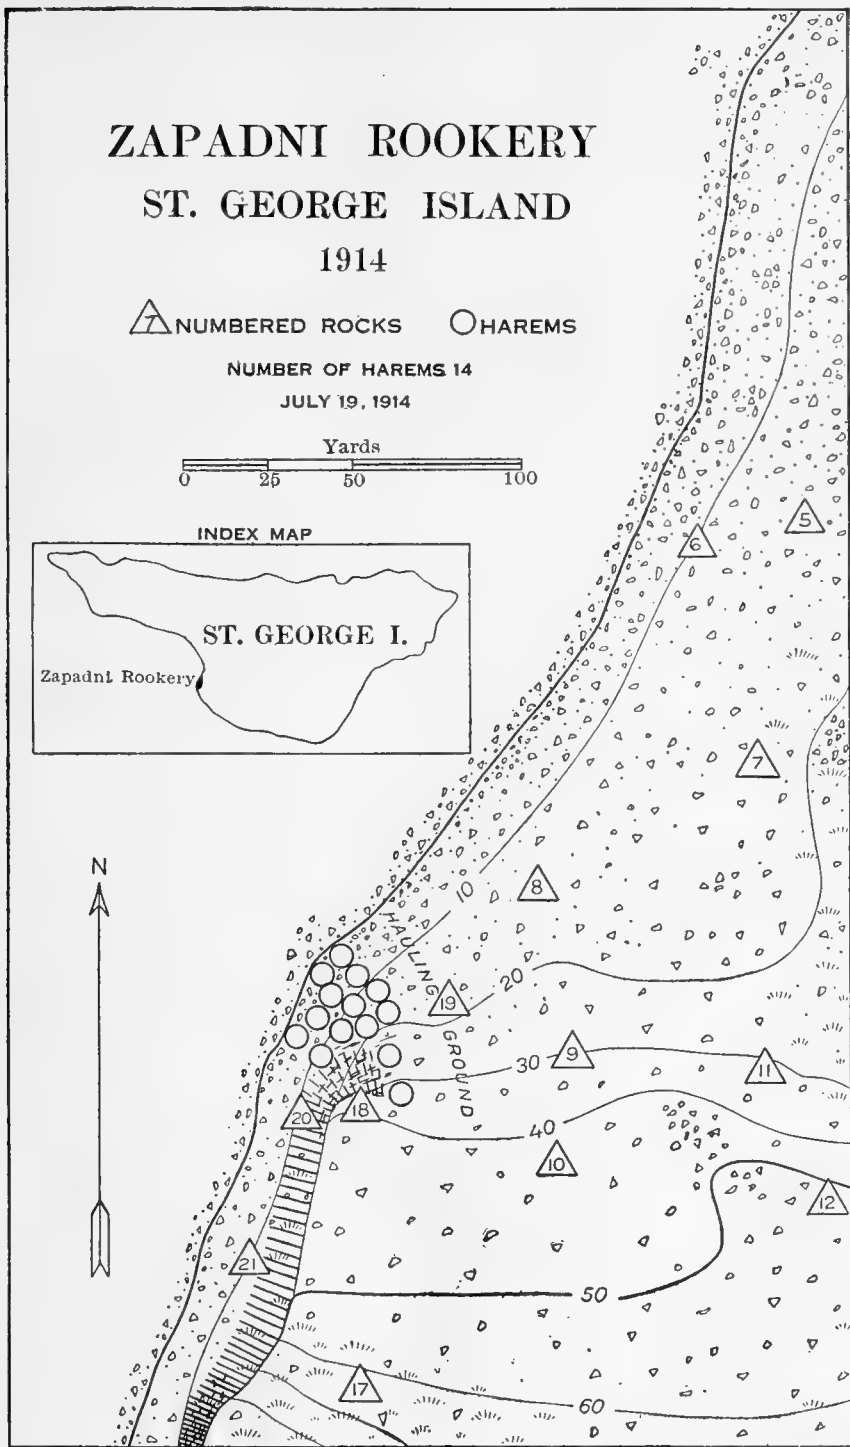 ZAPADNI ROOKERY
ST. GEORGE ISLAND
1914
7 NUMBERED ROCKS HAREMS
NUMBER OF HAREMS 14
JULY 19, 1914
Yards
0 25 50 100
5
6
INDEX MAP
ST. GEORGE I.
Zapadni Rookery
7
N
8
10
HAULING GROUND
20
19
9
30
11
18
20
40
10
12
21
50
17
60